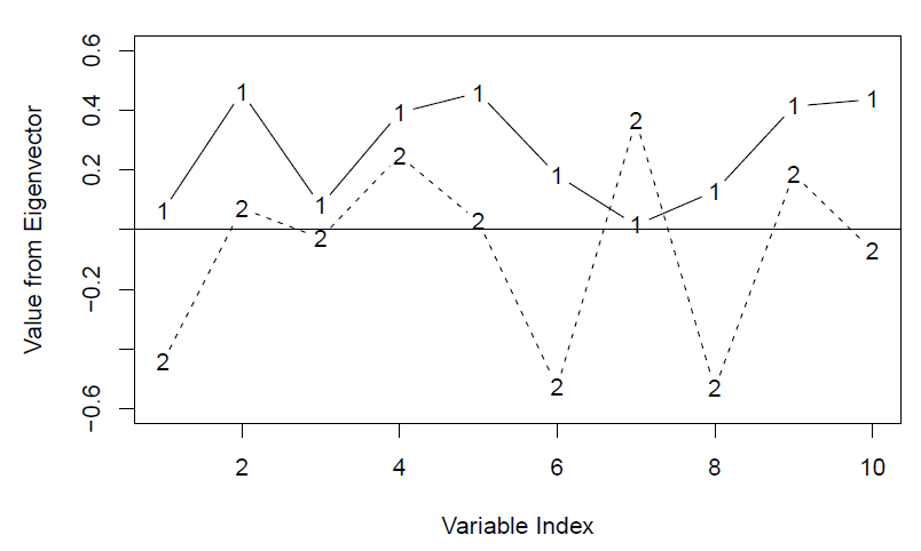 0.6
0.4
0.2
−0.2
−0.6
Value from Eigenvector
1 1 1 1 1 1 1 1 1 1
2 2 2 2 2 2 2 2 2 2
2 4 6 8 10
Variable Index